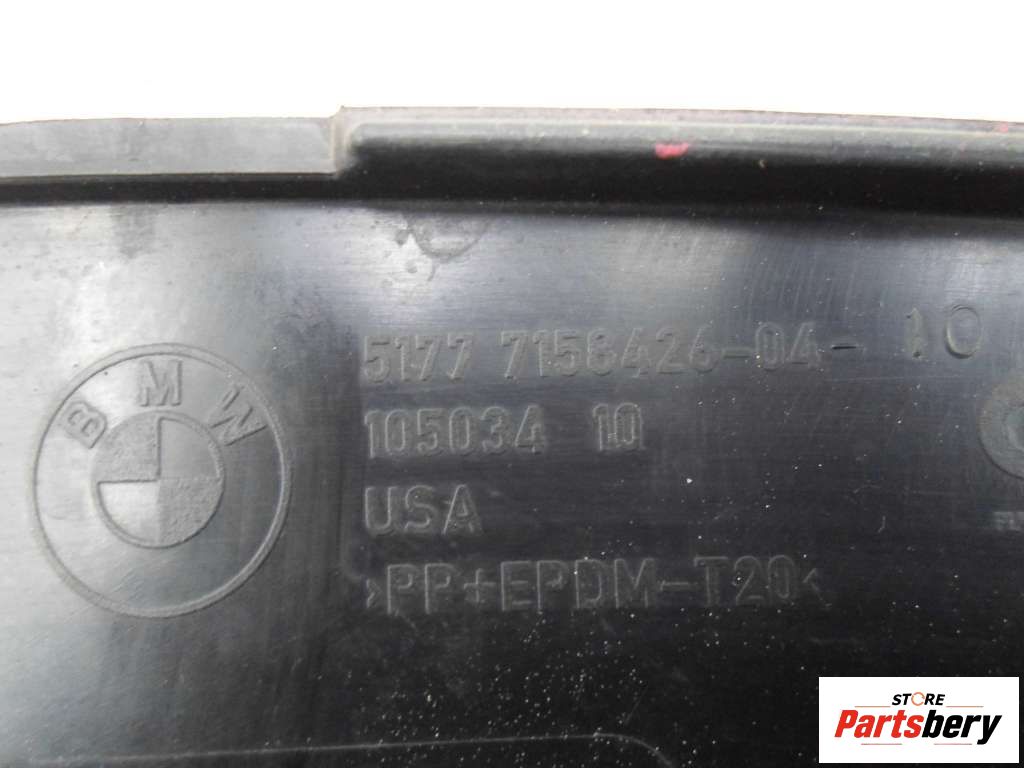 BMW
5177 7158426-04-10
105034 10
USA
>PP+EPDM-T20<
STORE
Partsbery